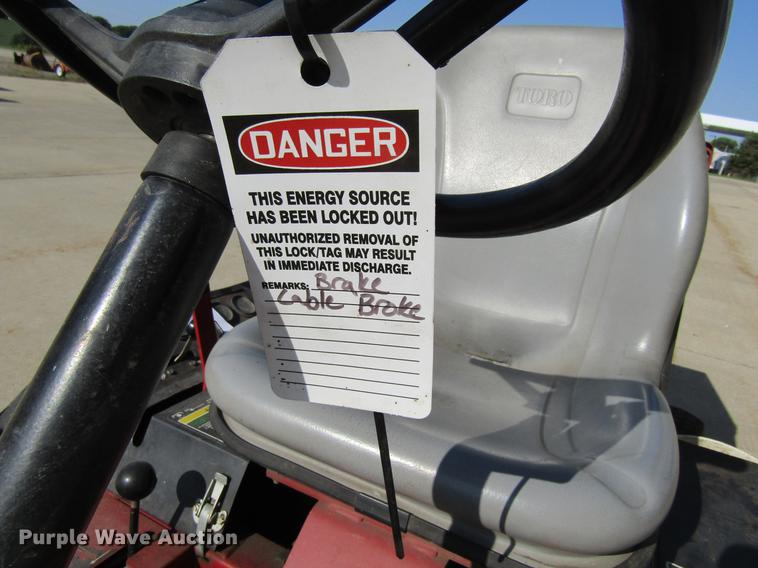 TORO
DANGER
THIS ENERGY SOURCE
HAS BEEN LOCKED OUT!
UNAUTHORIZED REMOVAL OF
THIS LOCK/TAG MAY RESULT
IN IMMEDIATE DISCHARGE.
REMARKS: Brake
Cable Broke
Purple Wave Auction